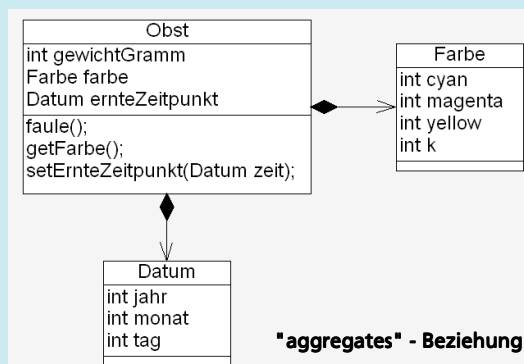 Obst
int gewichtGramm
Farbe farbe
Datum ernteZeitpunkt
faule();
getFarbe();
setErnteZeitpunkt(Datum zeit);
Farbe
int cyan
int magenta
int yellow
int k
Datum
int jahr
int monat
int tag
"aggregates" - Beziehung